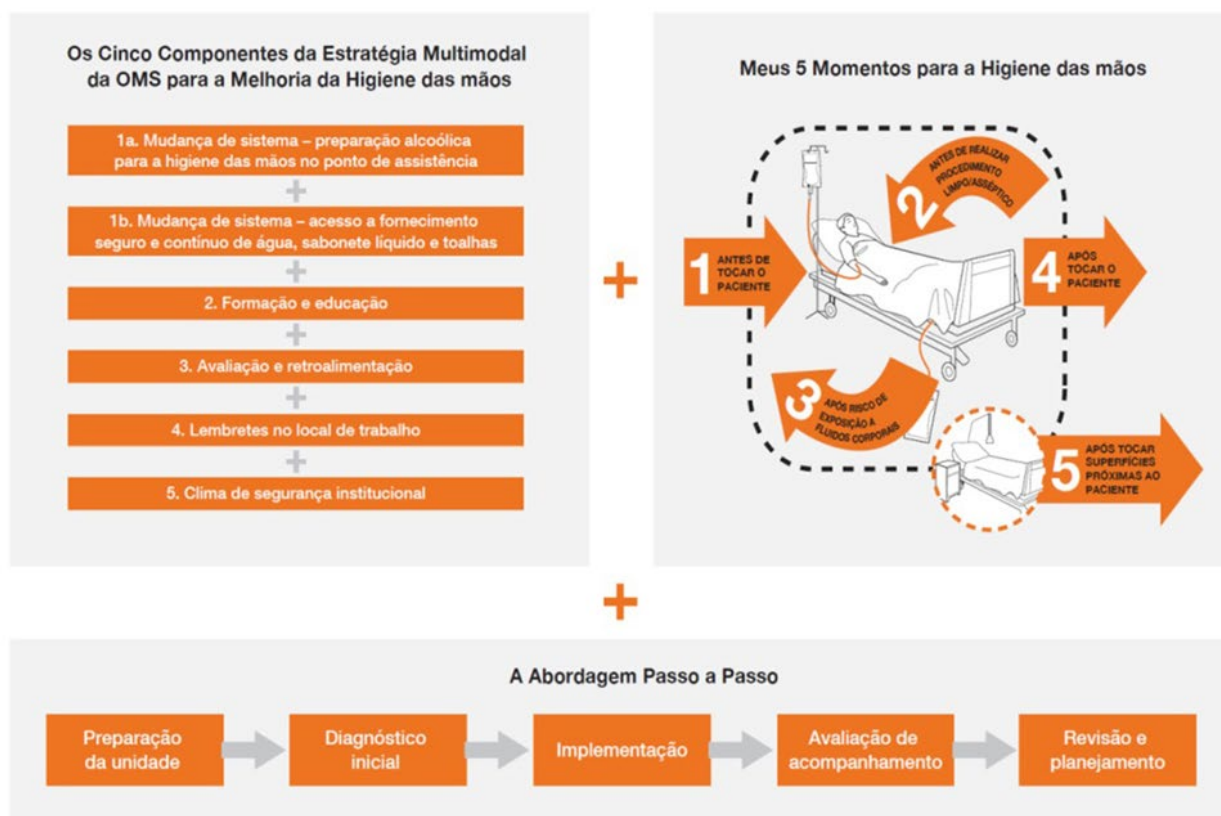 Os Cinco Componentes da Estratégia Multimodal
da OMS para a Melhoria da Higiene das mãos
1a. Mudança de sistema – preparação alcoólica
para a higiene das mãos no ponto de assistência
+
1b. Mudança de sistema – acesso a fornecimento
seguro e contínuo de água, sabonete líquido e toalhas
+
2. Formação e educação
+
3. Avaliação e retroalimentação
+
4. Lembretes no local de trabalho
+
5. Clima de segurança institucional
+
Meus 5 Momentos para a Higiene das mãos
1
ANTES DE
TOCAR O
PACIENTE
2
ANTES DE REALIZAR
PROCEDIMENTO
LIMPO/ASSÉPTICO
3
APÓS RISCO DE
EXPOSIÇÃO A
FLUIDOS CORPORAIS
4
APÓS
TOCAR O
PACIENTE
5
APÓS TOCAR
SUPERFÍCIES
PRÓXIMAS AO
PACIENTE
+
A Abordagem Passo a Passo
Preparação
da unidade
Diagnóstico
inicial
Implementação
Avaliação de
acompanhamento
Revisão e
planejamento